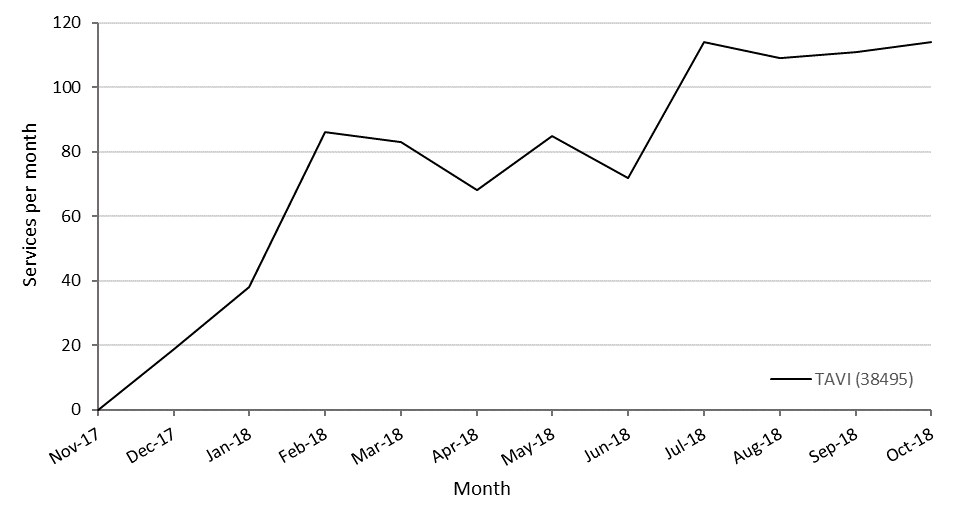 120
100
80
60
40
20
0
Services per month
TAVI (38495)
Nov-17
Dec-17
Jan-18
Feb-18
Mar-18
Apr-18
May-18
Jun-18
Jul-18
Aug-18
Sep-18
Oct-18
Month